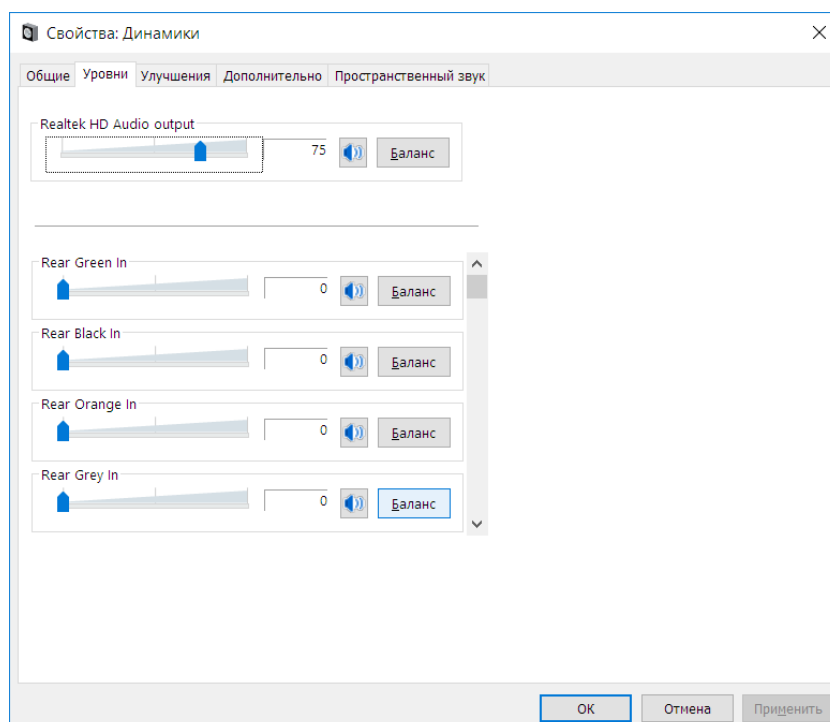 Свойства: Динамики
Общие Уровни Улучшения Дополнительно Пространственный звук
Realtek HD Audio output
75 Баланс
Rear Green In
0 Баланс
Rear Black In
0 Баланс
Rear Orange In
0 Баланс
Rear Grey In
0 Баланс
ОК Отмена Применить